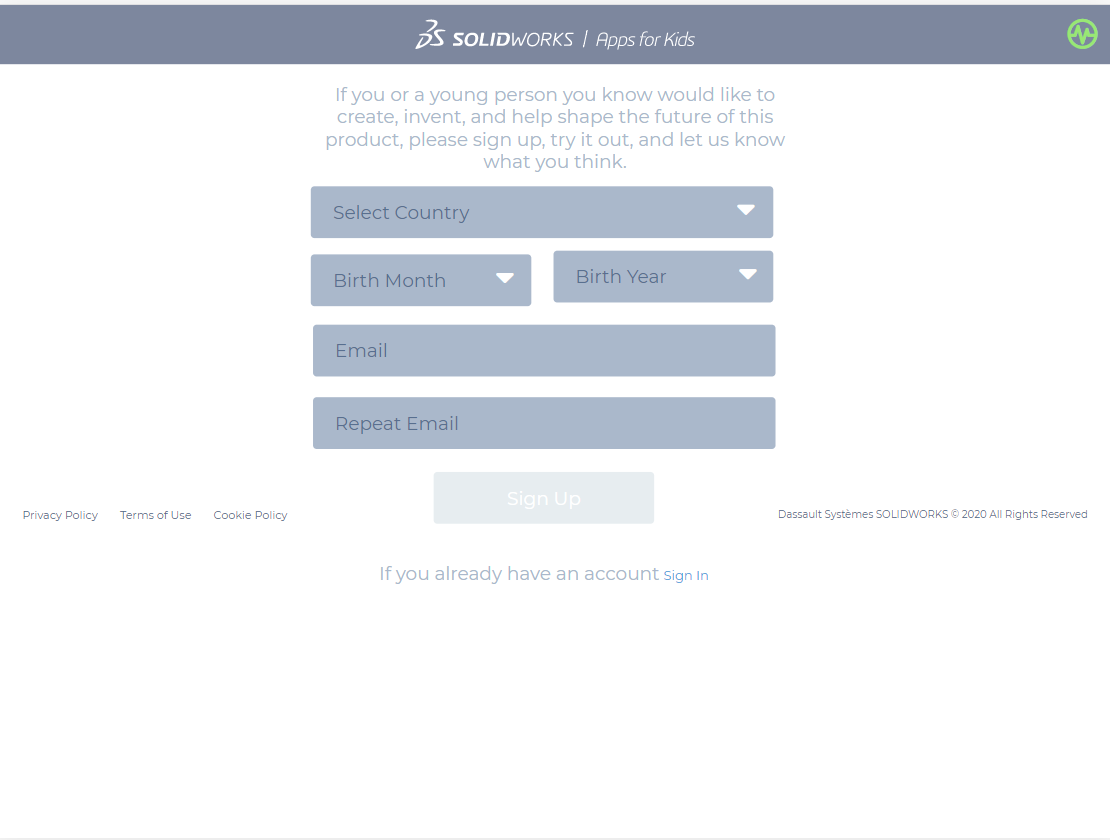 SOLIDWORKS | Apps for Kids
If you or a young person you know would like to
create, invent, and help shape the future of this
product, please sign up, try it out, and let us know
what you think.
Select Country
Birth Month
Birth Year
Email
Repeat Email
Sign Up
Privacy Policy
Terms of Use
Cookie Policy
Dassault Systèmes SOLIDWORKS © 2020 All Rights Reserved
If you already have an account Sign In